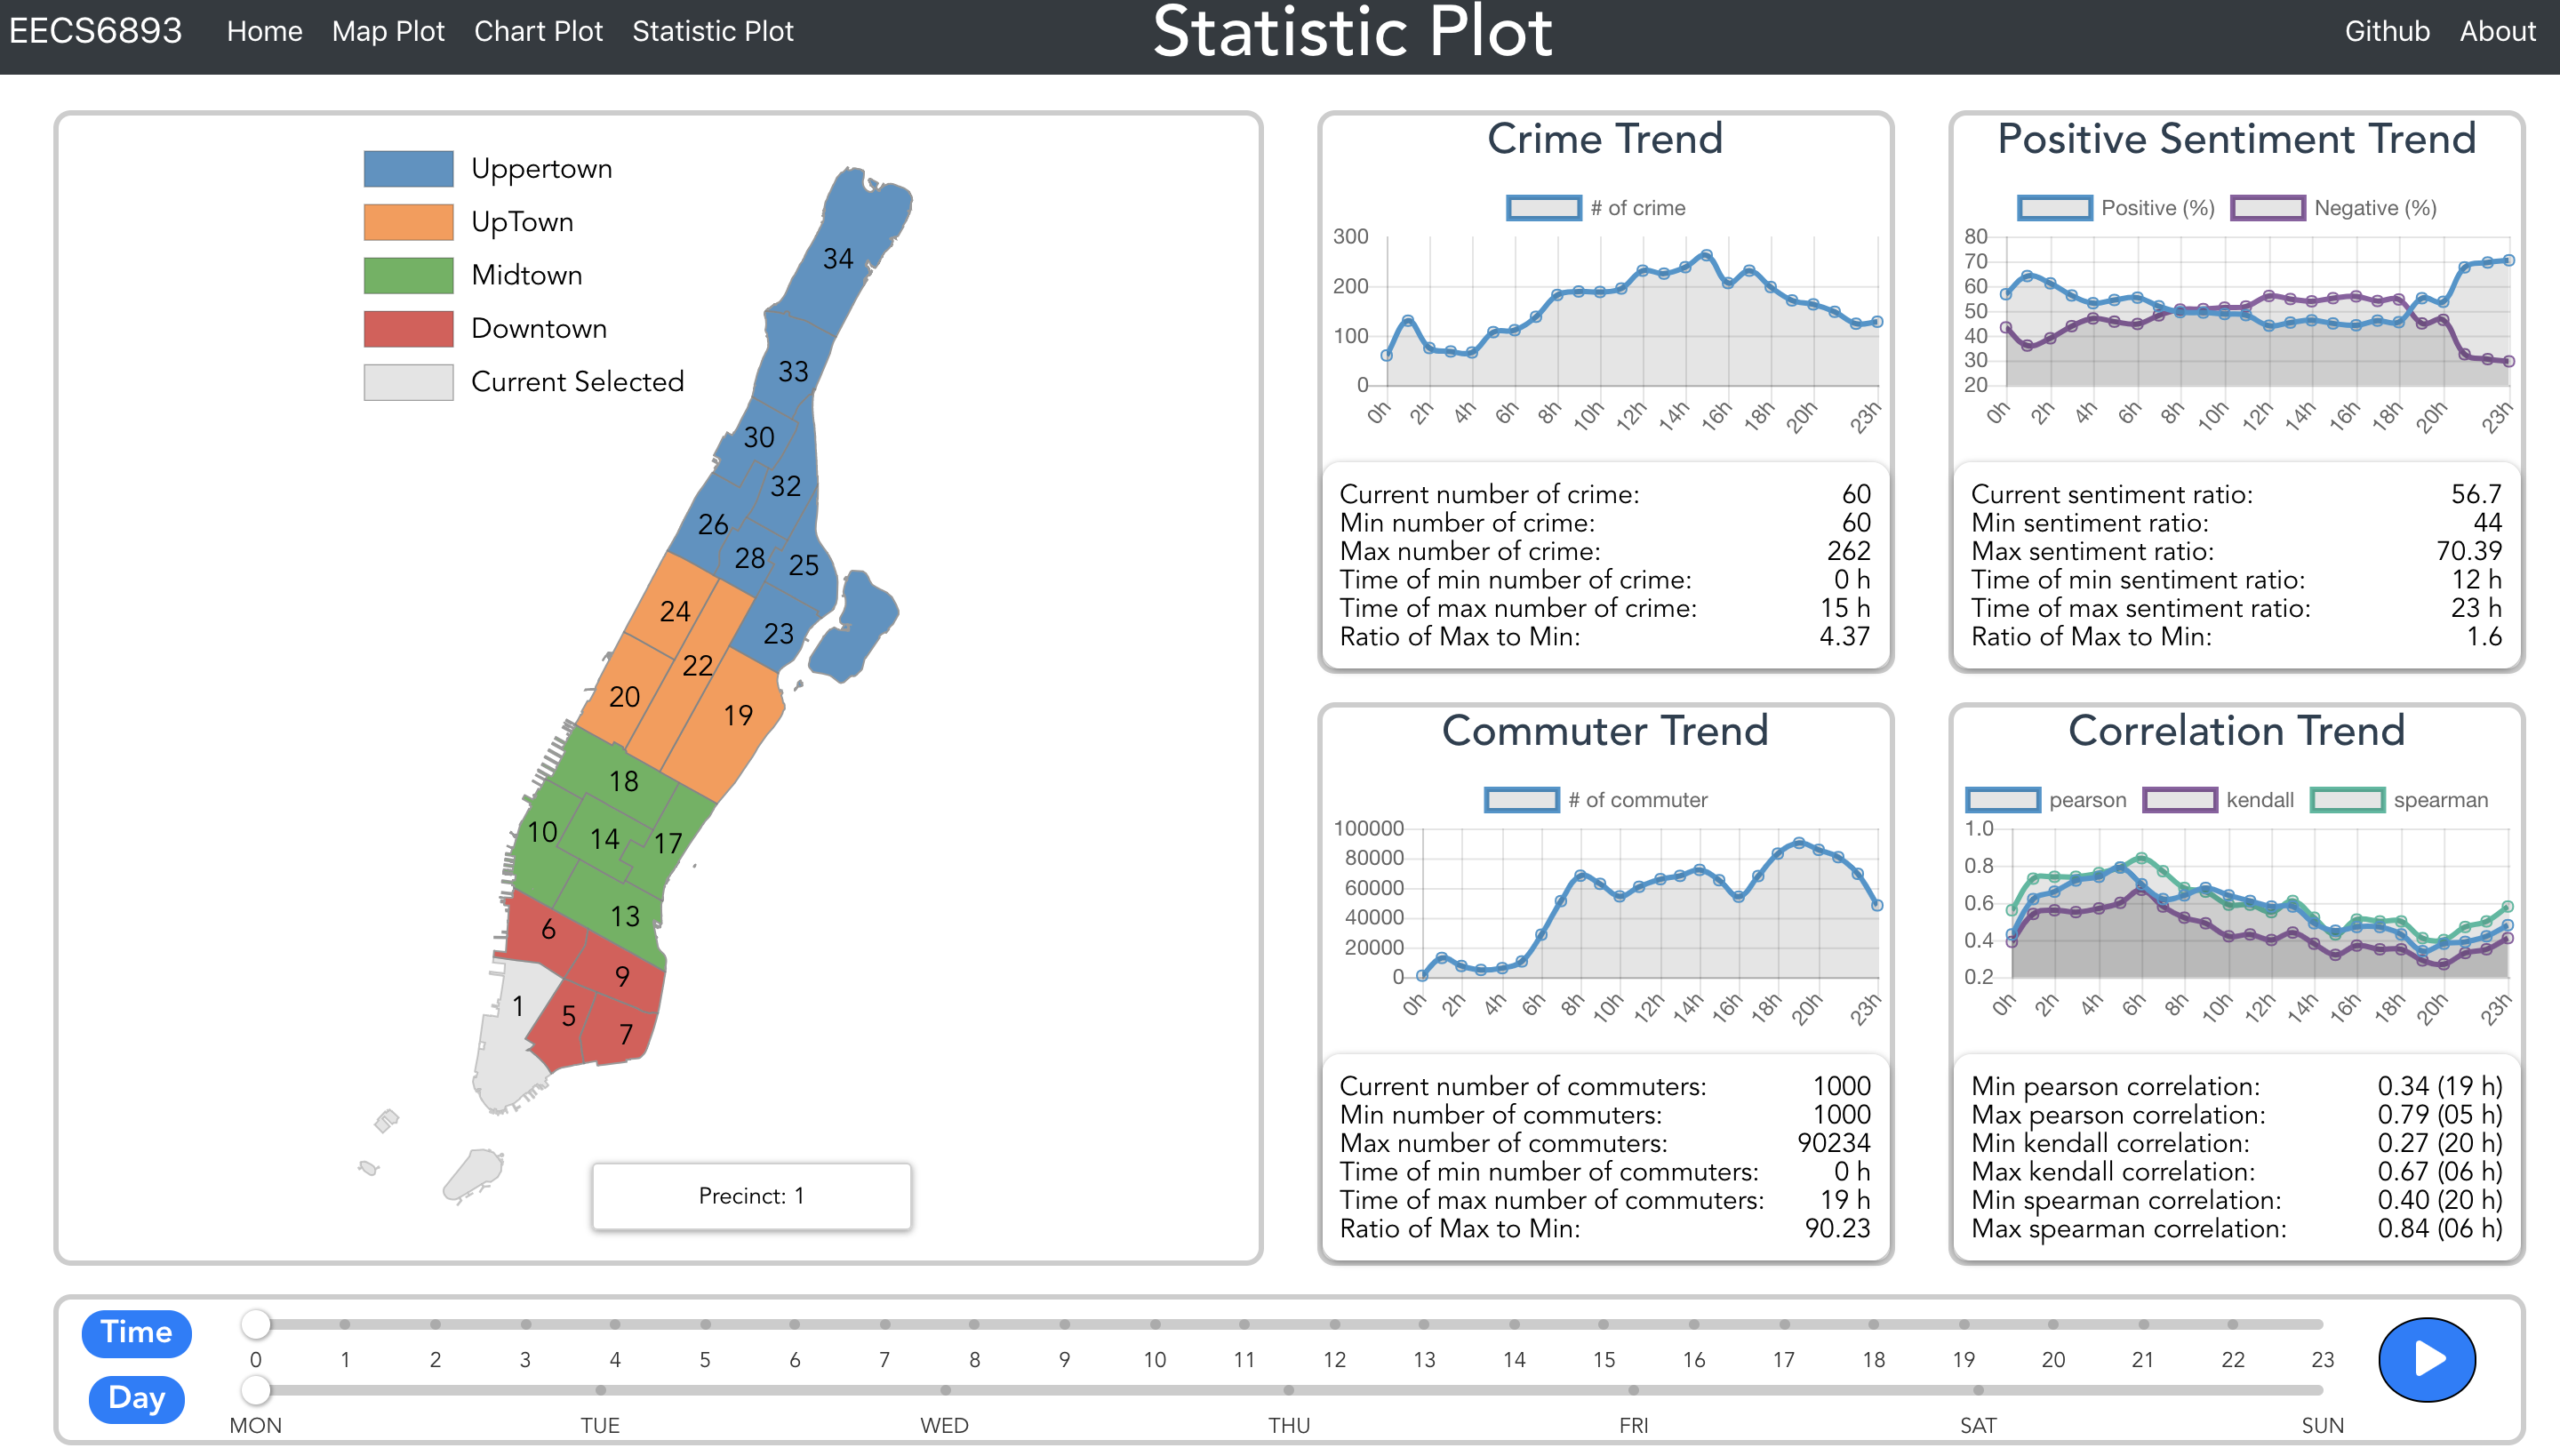 EECS6893 Home Map Plot Chart Plot Statistic Plot Statistic Plot Github About
Uppertown
UpTown
Midtown
Downtown
Current Selected
34
33
30
32
26
28
25
24
23
22
20
19
18
10
14
17
13
6
9
1
5
7
Precinct: 1
Crime Trend
# of crime
300
200
100
0
0h 2h 4h 6h 8h 10h 12h 14h 16h 18h 20h 23h
Current number of crime: 60
Min number of crime: 60
Max number of crime: 262
Time of min number of crime: 0 h
Time of max number of crime: 15 h
Ratio of Max to Min: 4.37
Positive Sentiment Trend
Positive (%) Negative (%)
80
70
60
50
40
30
20
0h 2h 4h 6h 8h 10h 12h 14h 16h 18h 20h 23h
Current sentiment ratio: 56.7
Min sentiment ratio: 44
Max sentiment ratio: 70.39
Time of min sentiment ratio: 12 h
Time of max sentiment ratio: 23 h
Ratio of Max to Min: 1.6
Commuter Trend
# of commuter
100000
80000
60000
40000
20000
0
0h 2h 4h 6h 8h 10h 12h 14h 16h 18h 20h 23h
Current number of commuters: 1000
Min number of commuters: 1000
Max number of commuters: 90234
Time of min number of commuters: 0 h
Time of max number of commuters: 19 h
Ratio of Max to Min: 90.23
Correlation Trend
pearson kendall spearman
1.0
0.8
0.6
0.4
0.2
0h 2h 4h 6h 8h 10h 12h 14h 16h 18h 20h 23h
Min pearson correlation: 0.34 (19 h)
Max pearson correlation: 0.79 (05 h)
Min kendall correlation: 0.27 (20 h)
Max kendall correlation: 0.67 (06 h)
Min spearman correlation: 0.40 (20 h)
Max spearman correlation: 0.84 (06 h)
Time
0 1 2 3 4 5 6 7 8 9 10 11 12 13 14 15 16 17 18 19 20 21 22 23
Day
MON TUE WED THU FRI SAT SUN